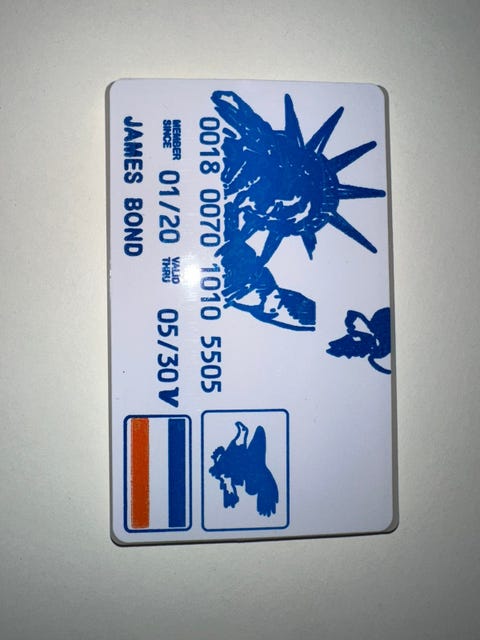 0018 0070 1010 5505
MEMBER
SINCE 01/20 VALID
THRU 05/30 V
JAMES BOND